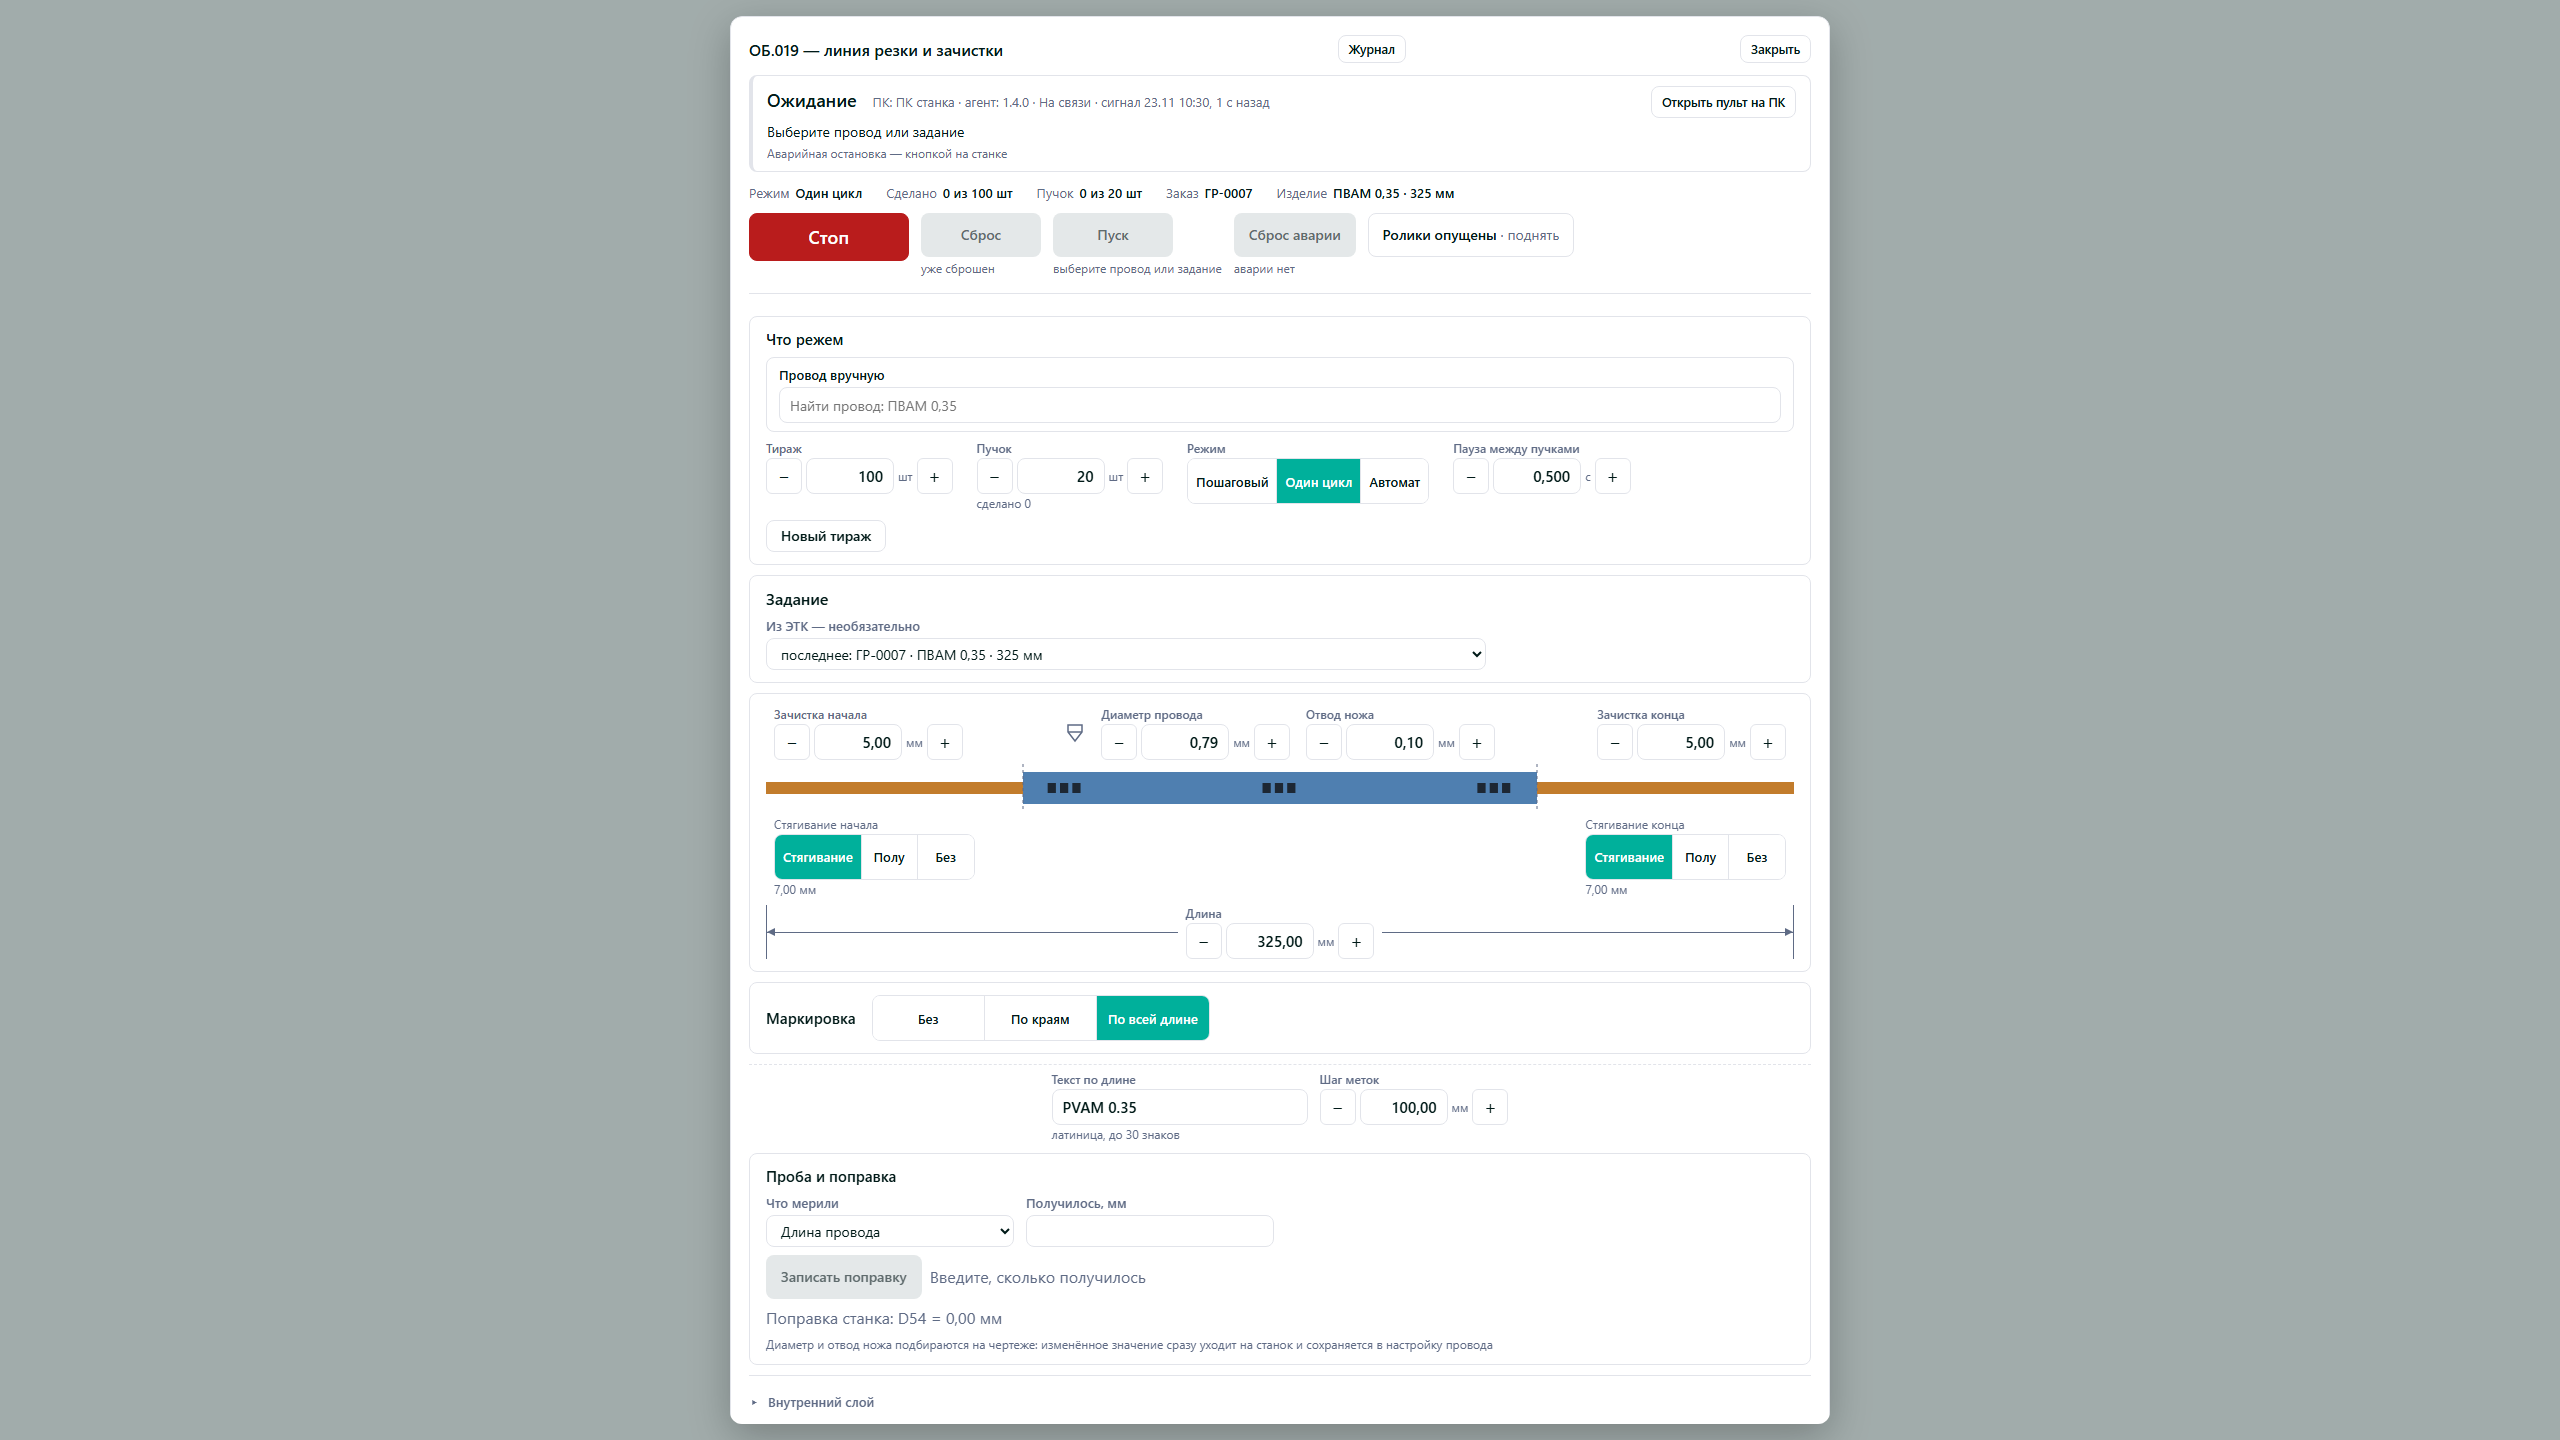 ОБ.019 — линия резки и зачистки
Журнал
Закрыть
Ожидание ПК: ПК станка · агент: 1.4.0 · На связи · сигнал 23.11 10:30, 1 с назад
Открыть пульт на ПК
Выберите провод или задание
Аварийная остановка — кнопкой на станке
Режим Один цикл Сделано 0 из 100 шт Пучок 0 из 20 шт Заказ ГР-0007 Изделие ПВАМ 0,35 · 325 мм
Стоп Сброс Пуск Сброс аварии Ролики опущены · поднять
уже сброшен выберите провод или задание аварии нет
Что режем
Провод вручную
Найти провод: ПВАМ 0,35
Тираж Пучок Режим Пауза между пучками
− 100 шт + − 20 шт + Пошаговый Один цикл Автомат − 0,500 с +
сделано 0
Новый тираж
Задание
Из ЭТК — необязательно
последнее: ГР-0007 · ПВАМ 0,35 · 325 мм
Зачистка начала Диаметр провода Отвод ножа Зачистка конца
− 5,00 мм + − 0,79 мм + − 0,10 мм + − 5,00 мм +
Стягивание начала Стягивание конца
Стягивание Полу Без Стягивание Полу Без
7,00 мм 7,00 мм
Длина
− 325,00 мм +
Маркировка Без По краям По всей длине
Текст по длине Шаг меток
PVAM 0.35 − 100,00 мм +
латиница, до 30 знаков
Проба и поправка
Что мерили Получилось, мм
Длина провода
Записать поправку Введите, сколько получилось
Поправка станка: D54 = 0,00 мм
Диаметр и отвод ножа подбираются на чертеже: изменённое значение сразу уходит на станок и сохраняется в настройку провода
Внутренний слой